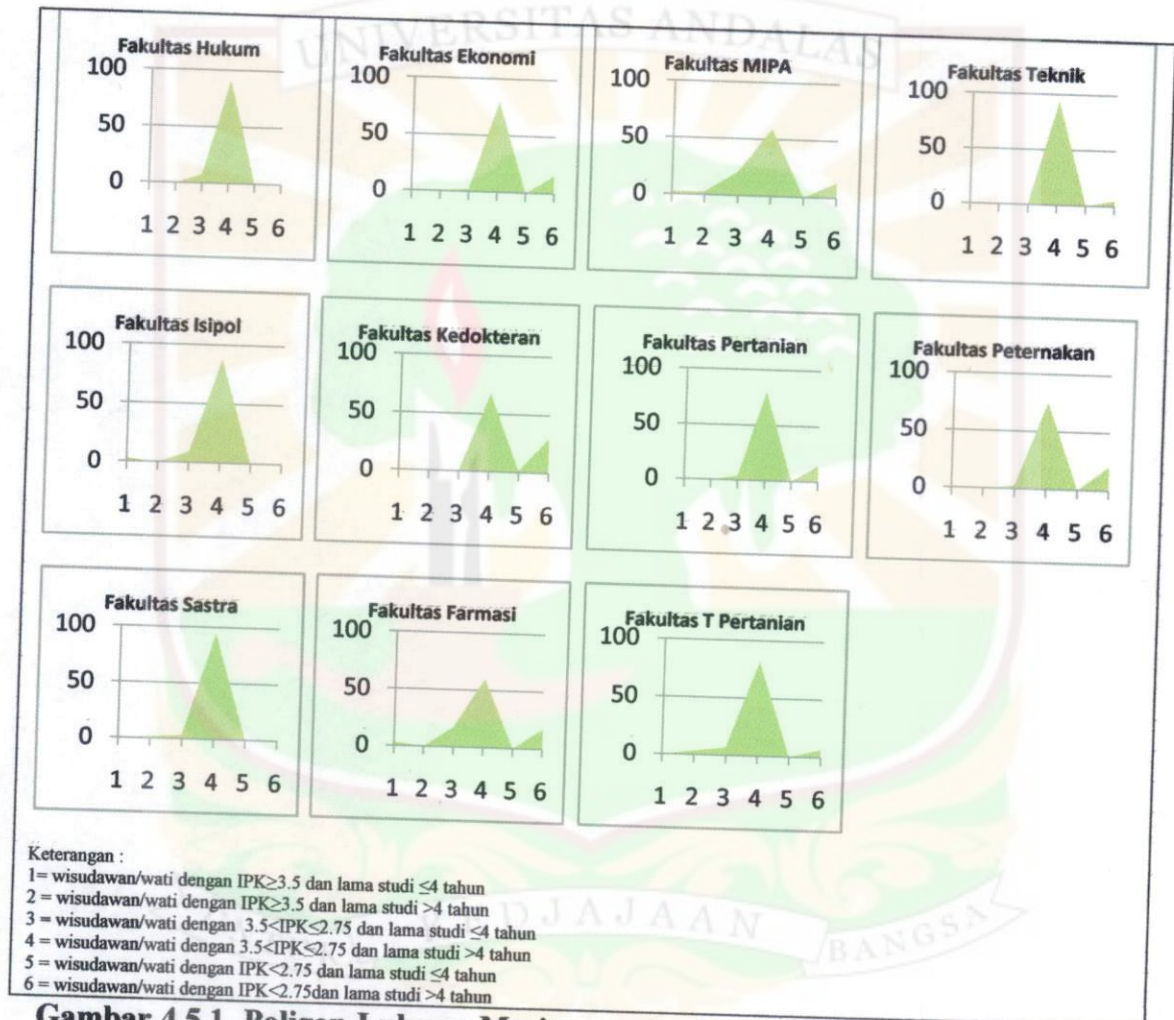 UNIVERSITAS ANDALAS
Fakultas Hukum
100
50
0
1 2 3 4 5 6
Fakultas Ekonomi
100
50
0
1 2 3 4 5 6
Fakultas MIPA
100
50
0
1 2 3 4 5 6
Fakultas Teknik
100
50
0
1 2 3 4 5 6
Fakultas Isipol
100
50
0
1 2 3 4 5 6
Fakultas Kedokteran
100
50
0
1 2 3 4 5 6
Fakultas Pertanian
100
50
0
1 2 3 4 5 6
Fakultas Peternakan
100
50
0
1 2 3 4 5 6
Fakultas Sastra
100
50
0
1 2 3 4 5 6
Fakultas Farmasi
100
50
0
1 2 3 4 5 6
Fakultas T Pertanian
100
50
0
1 2 3 4 5 6
Keterangan :
1= wisudawan/wati dengan IPK≥3.5 dan lama studi ≤4 tahun
2 = wisudawan/wati dengan IPK≥3.5 dan lama studi >4 tahun
3 = wisudawan/wati dengan 3.5<IPK≤2.75 dan lama studi ≤4 tahun
4 = wisudawan/wati dengan 3.5<IPK≤2.75 dan lama studi >4 tahun
5 = wisudawan/wati dengan IPK<2.75 dan lama studi ≤4 tahun
6 = wisudawan/wati dengan IPK<2.75dan lama studi >4 tahun
KEDJAJAAN BANGSA
Gambar 4.5.1. Poligon